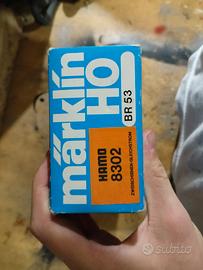 märklin
HO
BR 53
HAMO
8302
ZWEISCHIENEN-GLEICHSTROM
subito